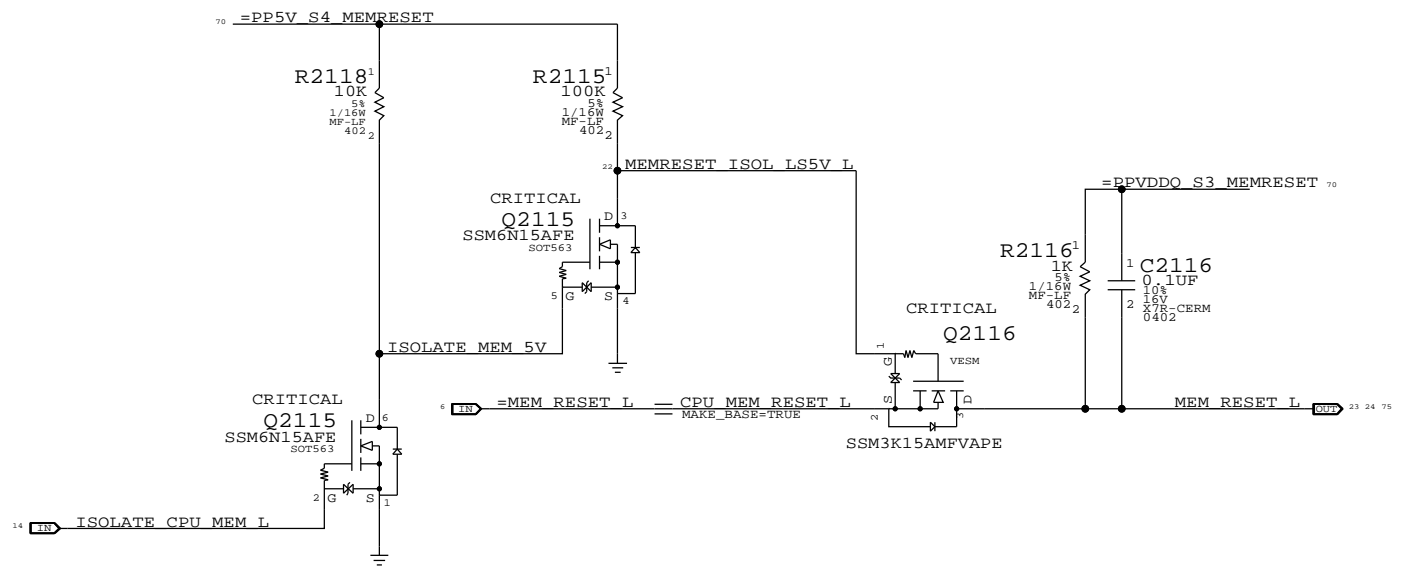 70 =PP5V_S4_MEMRESET
R2118 1
10K
5%
1/16W
MF-LF
402 2
R2115 1
100K
5%
1/16W
MF-LF
402 2
22 MEMRESET_ISOL_LS5V_L
CRITICAL
Q2115
SSM6N15AFE
SOT563
D 3
5 G S 4
=PPVDDQ_S3_MEMRESET 70
R2116 1
1K
5%
1/16W
MF-LF
402 2
1 C2116
0.1UF
10%
16V
2 X7R-CERM
0402
CRITICAL
Q2116
VESM
1
G
S
D
2
3
SSM3K15AMFVAPE
ISOLATE_MEM_5V
6 IN =MEM_RESET_L CPU_MEM_RESET_L
MAKE_BASE=TRUE
MEM_RESET_L OUT 23 24 75
CRITICAL
Q2115
SSM6N15AFE
SOT563
D 6
2 G S 1
14 IN ISOLATE_CPU_MEM_L